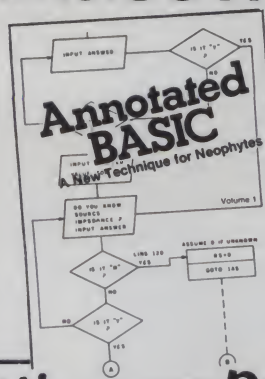 INPUT ANSWER
IS IT "Y"
?
YES
NO
Annotated
BASIC
A New Technique for Neophytes
Volume 1
DO YOU KNOW
SOURCE
IMPEDANCE ?
INPUT ANSWER
IS IT "N"
?
LINE 120
YES
ASSUME 0 IF UNKNOWN
RS=0
GOTO 145
NO
NO
IS IT "Y"
?
YES
A
B